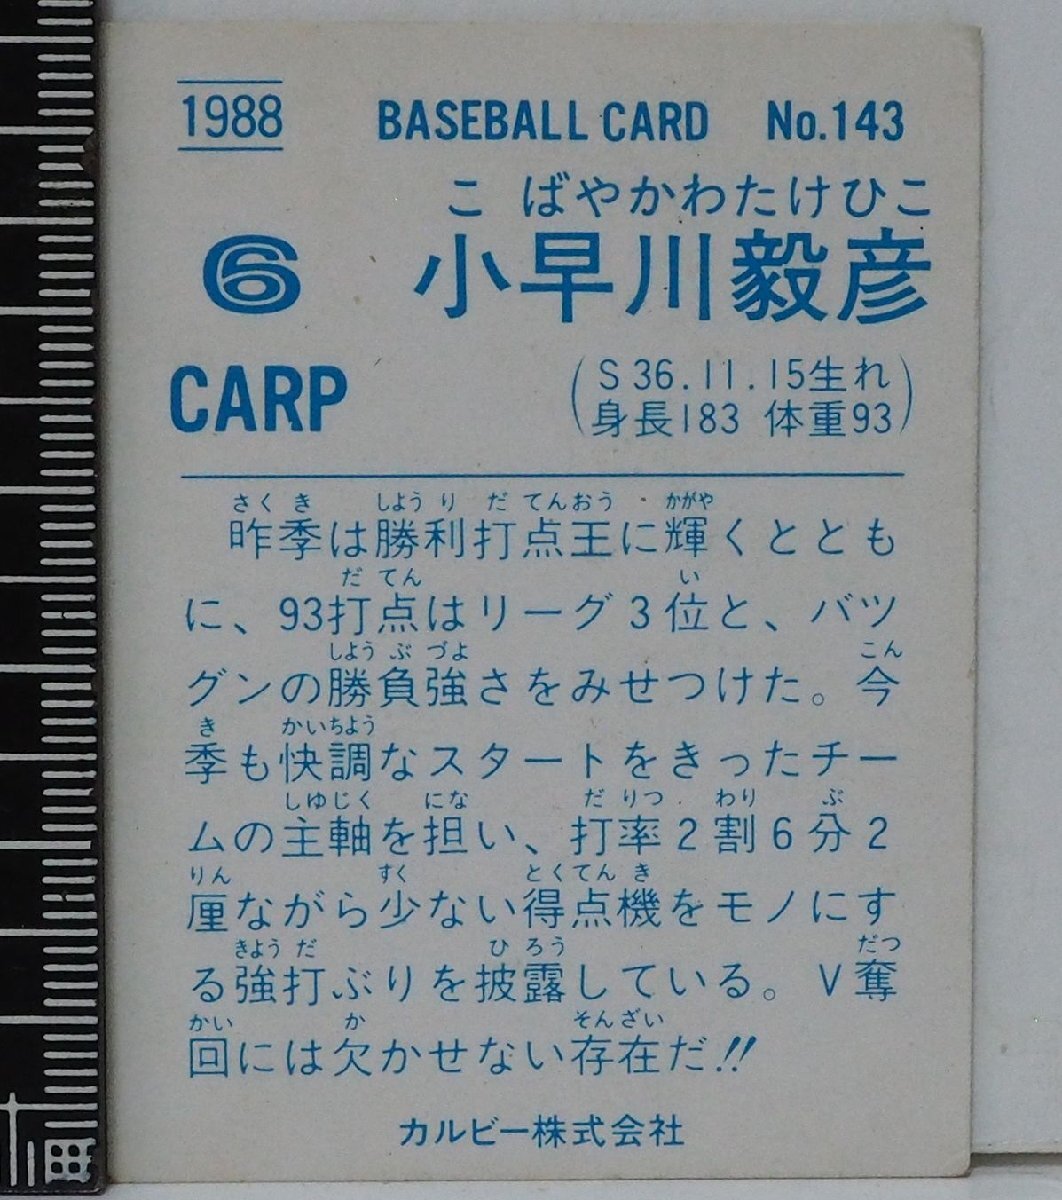 1988 BASEBALL CARD No.143
こばやかわたけひこ
⑥ 小早川毅彦
CARP
(S36.11.15生れ
身長183 体重93)
さくき しようり だてんおう かがや
昨季は勝利打点王に輝くととも
だてん い
に、93打点はリーグ3位と、バツ
しようぶづよ こん
グンの勝負強さをみせつけた。今
き かいちよう
季も快調なスタートをきったチー
しゆじく にな だりつ わり ぶ
ムの主軸を担い、打率2割6分2
りん すく とくてんき
厘ながら少ない得点機をモノにす
きようだ ひろう だつ
る強打ぶりを披露している。V奪
かい か そんざい
回には欠かせない存在だ!!
カルビー株式会社